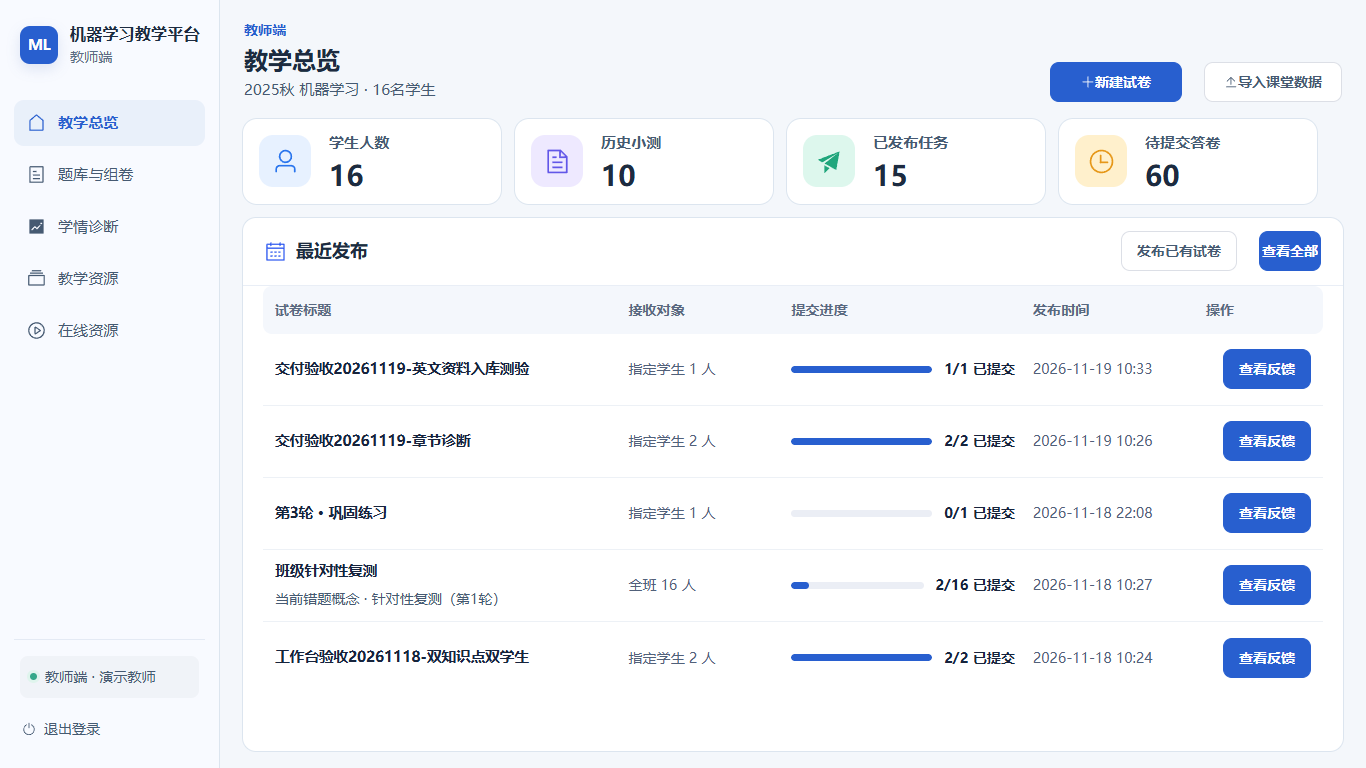 ML
机器学习教学平台
教师端
教学总览
题库与组卷
学情诊断
教学资源
在线资源
教师端 · 演示教师
退出登录
教师端
教学总览
2025秋 机器学习 · 16名学生
新建试卷
导入课堂数据
学生人数
16
历史小测
10
已发布任务
15
待提交答卷
60
最近发布
发布已有试卷
查看全部
试卷标题 接收对象 提交进度 发布时间 操作
交付验收20261119-英文资料入库测验 指定学生 1 人 1/1 已提交 2026-11-19 10:33 查看反馈
交付验收20261119-章节诊断 指定学生 2 人 2/2 已提交 2026-11-19 10:26 查看反馈
第3轮 • 巩固练习 指定学生 1 人 0/1 已提交 2026-11-18 22:08 查看反馈
班级针对性复测 全班 16 人 2/16 已提交 2026-11-18 10:27 查看反馈
当前错题概念 · 针对性复测（第1轮）
工作台验收20261118-双知识点双学生 指定学生 2 人 2/2 已提交 2026-11-18 10:24 查看反馈